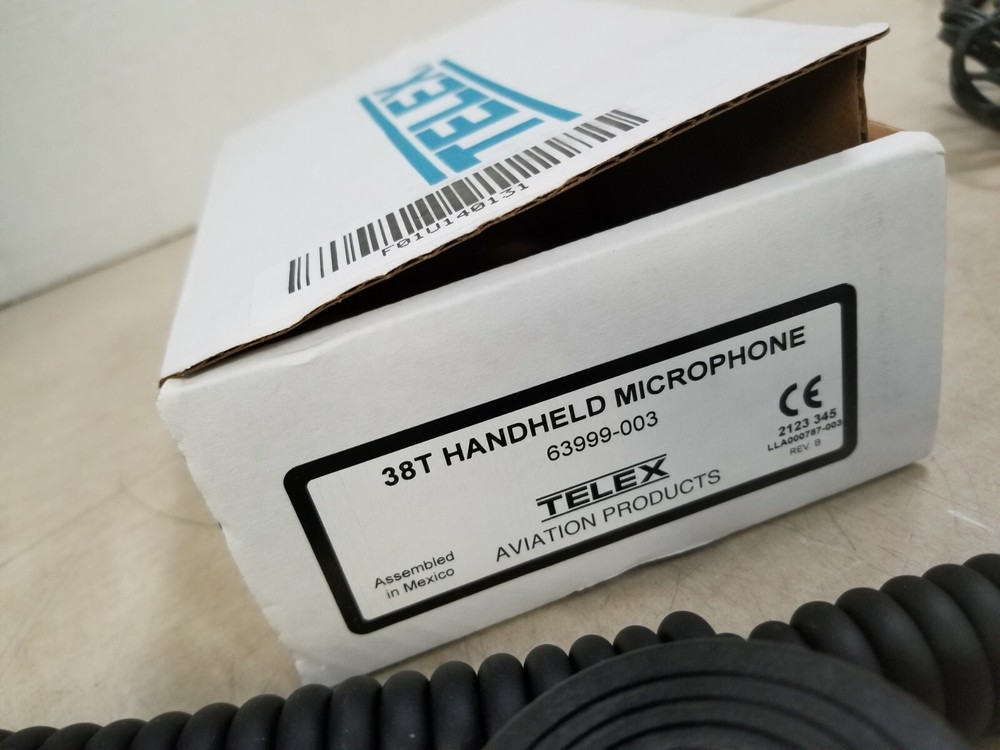 TELEX
F01U140131
38T HANDHELD MICROPHONE
63999-003
CE
2123 345
LLA000787-003
REV B
TELEX
AVIATION PRODUCTS
Assembled
in Mexico